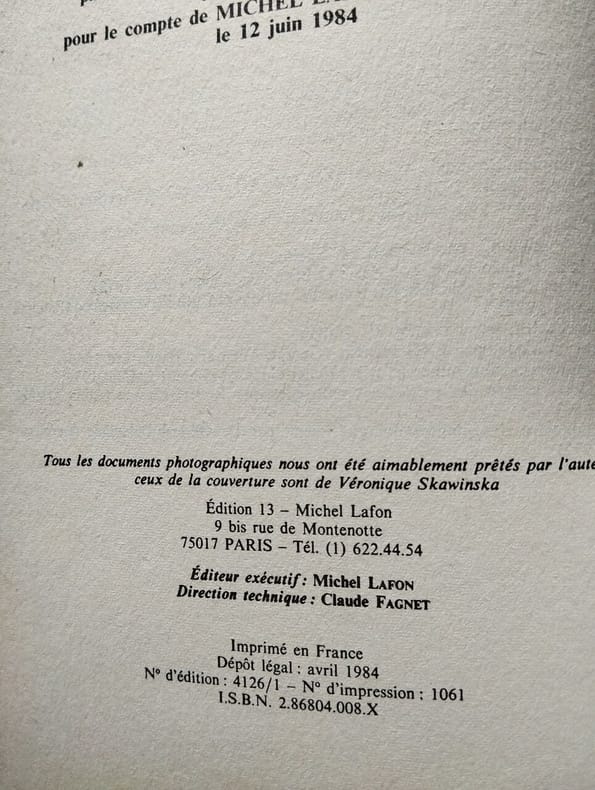 pour le compte de MICHEL
le 12 juin 1984
Tous les documents photographiques nous ont été aimablement prêtés par l'aute
ceux de la couverture sont de Véronique Skawinska
Édition 13 – Michel Lafon
9 bis rue de Montenotte
75017 PARIS – Tél. (1) 622.44.54
Éditeur exécutif : Michel LAFON
Direction technique : Claude FAGNET
Imprimé en France
Dépôt légal : avril 1984
N° d'édition : 4126/1 – N° d'impression : 1061
I.S.B.N. 2.86804.008.X